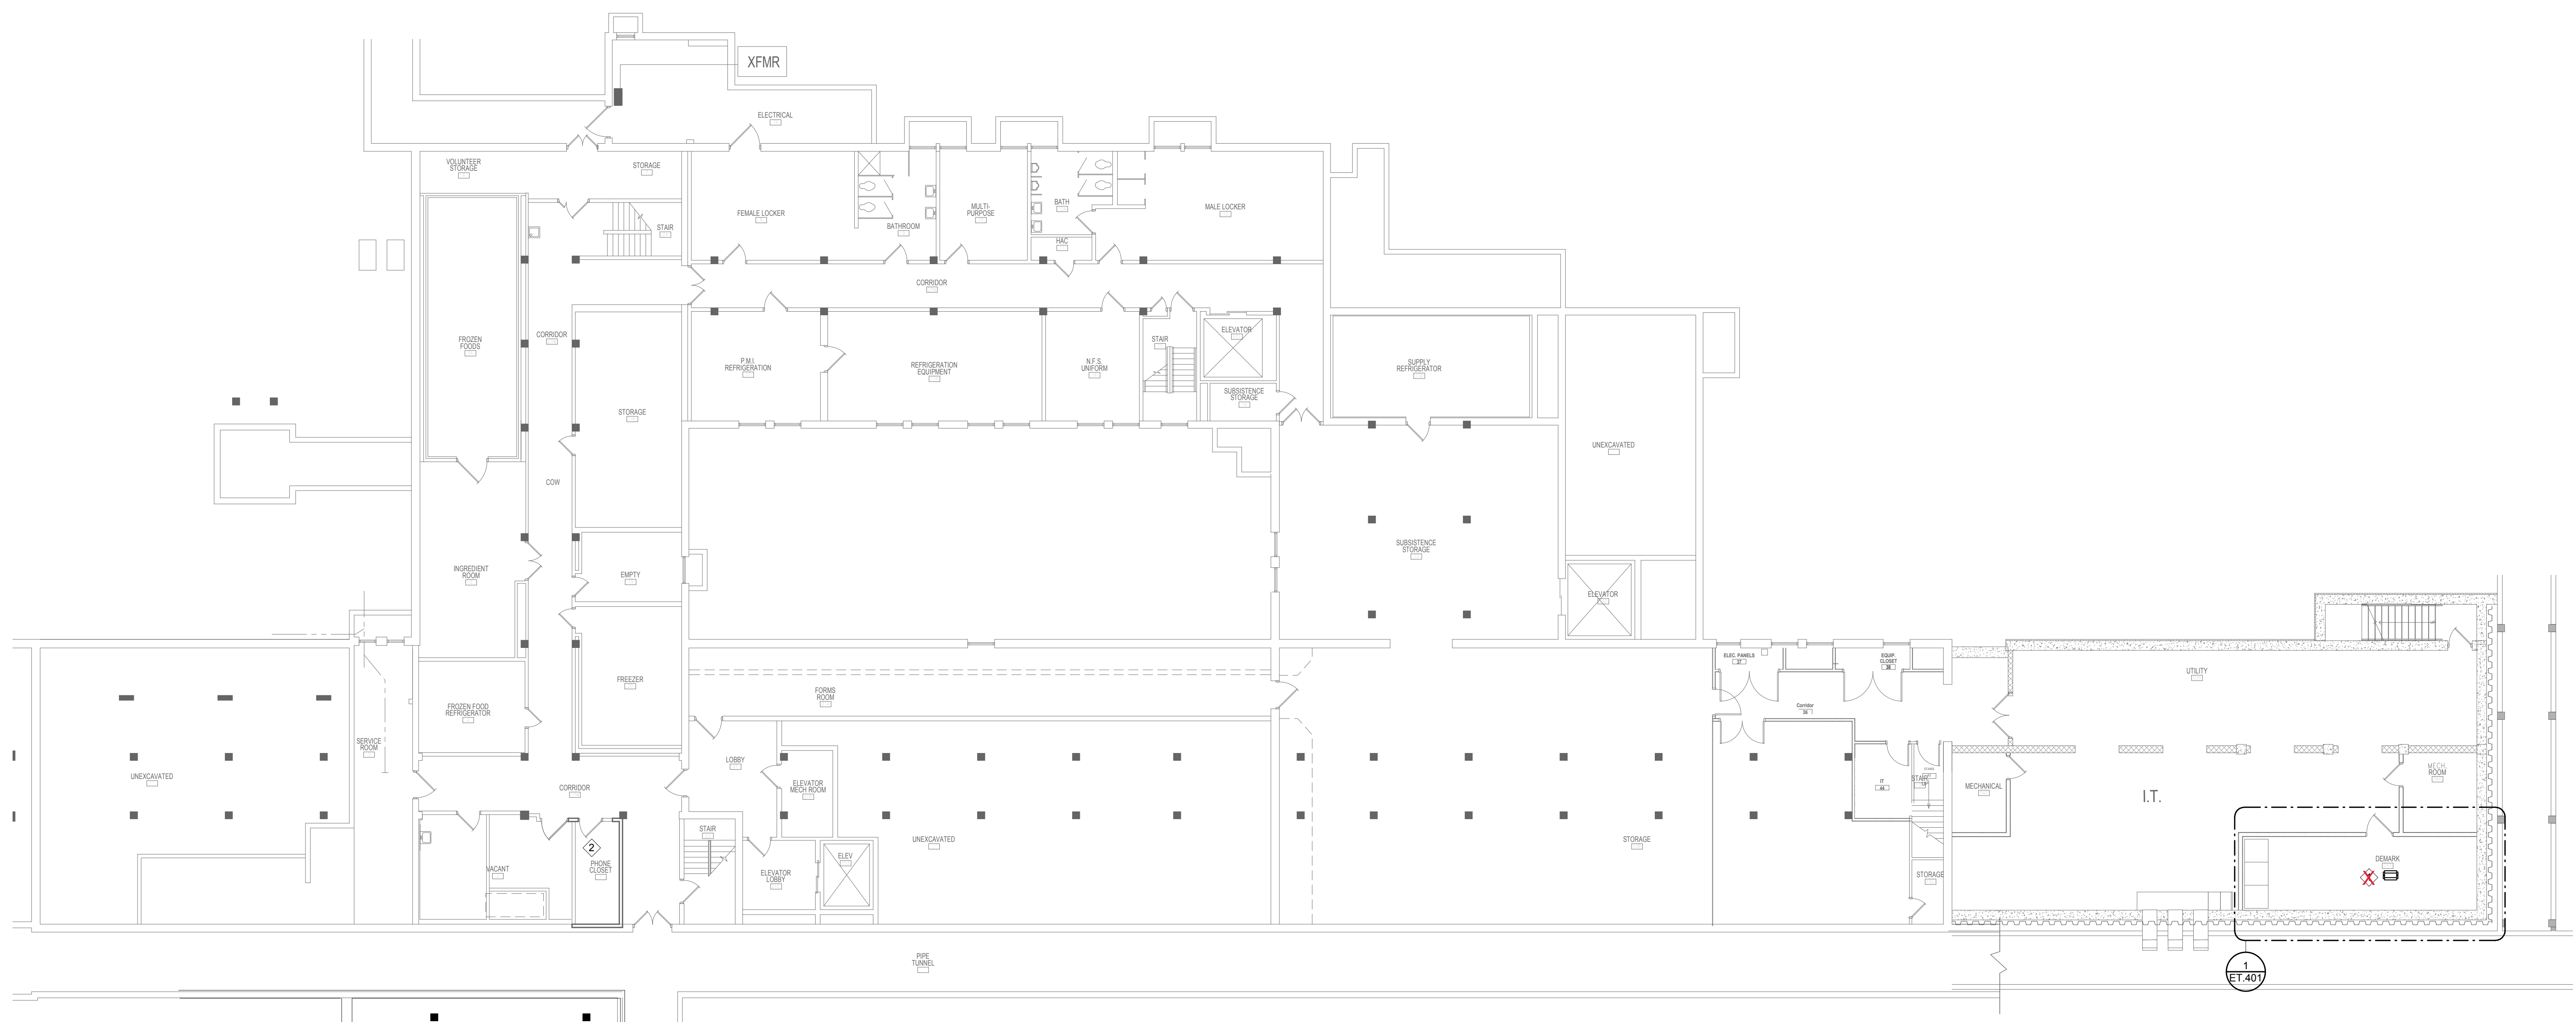 XFMR
ELECTRICAL
VOLUNTEER
STORAGE
STORAGE
FEMALE LOCKER
STAIR
BATHROOM
MULTI-
PURPOSE
BATH
HAC
MALE LOCKER
CORRIDOR
FROZEN
FOODS
CORRIDOR
P.M.I.
REFRIGERATION
REFRIGERATION
EQUIPMENT
N.F.S.
UNIFORM
STAIR
ELEVATOR
SUBSISTENCE
STORAGE
SUPPLY
REFRIGERATOR
STORAGE
UNEXCAVATED
COW
INGREDIENT
ROOM
EMPTY
SUBSISTENCE
STORAGE
ELEVATOR
FREEZER
FORMS
ROOM
ELEC. PANELS
37
EQUIP.
CLOSET
38
UTILITY
FROZEN FOOD
REFRIGERATOR
Corridor
SERVICE
ROOM
UNEXCAVATED
LOBBY
ELEVATOR
MECH ROOM
CORRIDOR
IT
44
STAIR
MECHANICAL
I.T.
MECH.
ROOM
2
PHONE
CLOSET
VACANT
STAIR
ELEVATOR
LOBBY
ELEV
UNEXCAVATED
STORAGE
STORAGE
DEMARK
X
PIPE
TUNNEL
1
ET.401